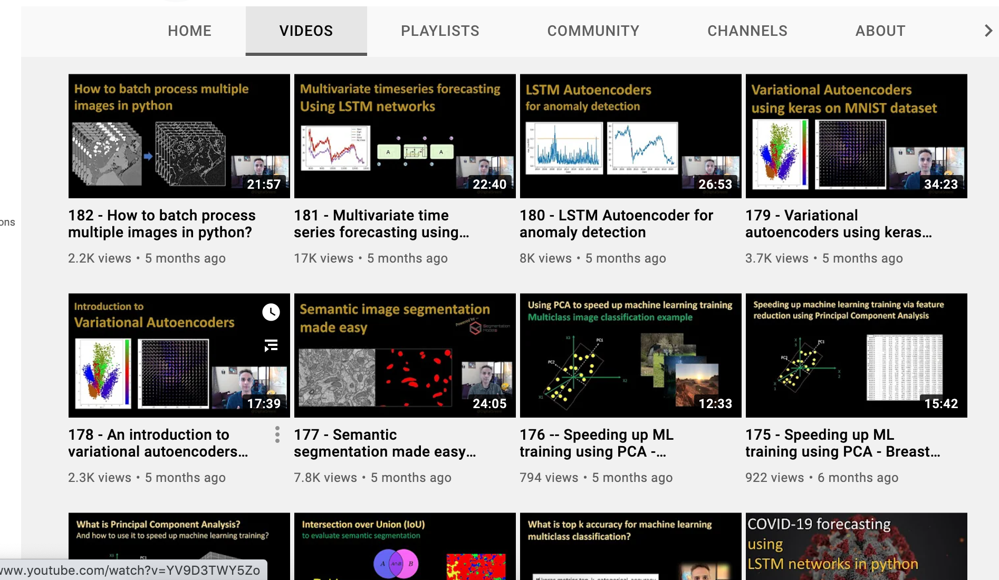 HOME
VIDEOS
PLAYLISTS
COMMUNITY
CHANNELS
ABOUT
How to batch process multiple
images in python
21:57
Multivariate timeseries forecasting
Using LSTM networks
A
A
22:40
LSTM Autoencoders
for anomaly detection
26:53
Variational Autoencoders
using keras on MNIST dataset
34:23
ons
182 - How to batch process
multiple images in python?
2.2K views • 5 months ago
181 - Multivariate time
series forecasting using...
17K views • 5 months ago
180 - LSTM Autoencoder for
anomaly detection
8K views • 5 months ago
179 - Variational
autoencoders using keras...
3.7K views • 5 months ago
Introduction to
Variational Autoencoders
17:39
Semantic image segmentation
made easy
Powered by
Segmentation
Models
24:05
Using PCA to speed up machine learning training
Multiclass image classification example
X3
PC1
PC2
X2
X1
12:33
Speeding up machine learning training via feature
reduction using Principal Component Analysis
PC1
PC2
15:42
178 - An introduction to
variational autoencoders...
2.3K views • 5 months ago
177 - Semantic
segmentation made easy...
7.8K views • 5 months ago
176 -- Speeding up ML
training using PCA -...
794 views • 5 months ago
175 - Speeding up ML
training using PCA - Breast...
922 views • 6 months ago
What is Principal Component Analysis?
And how to use it to speed up machine learning training?
X3
PC1
Intersection over Union (IoU)
to evaluate semantic segmentation
A
A∩B
B
What is top k accuracy for machine learning
multiclass classification?
COVID-19 forecasting
using
LSTM networks in python
www.youtube.com/watch?v=YV9D3TWY5Zo